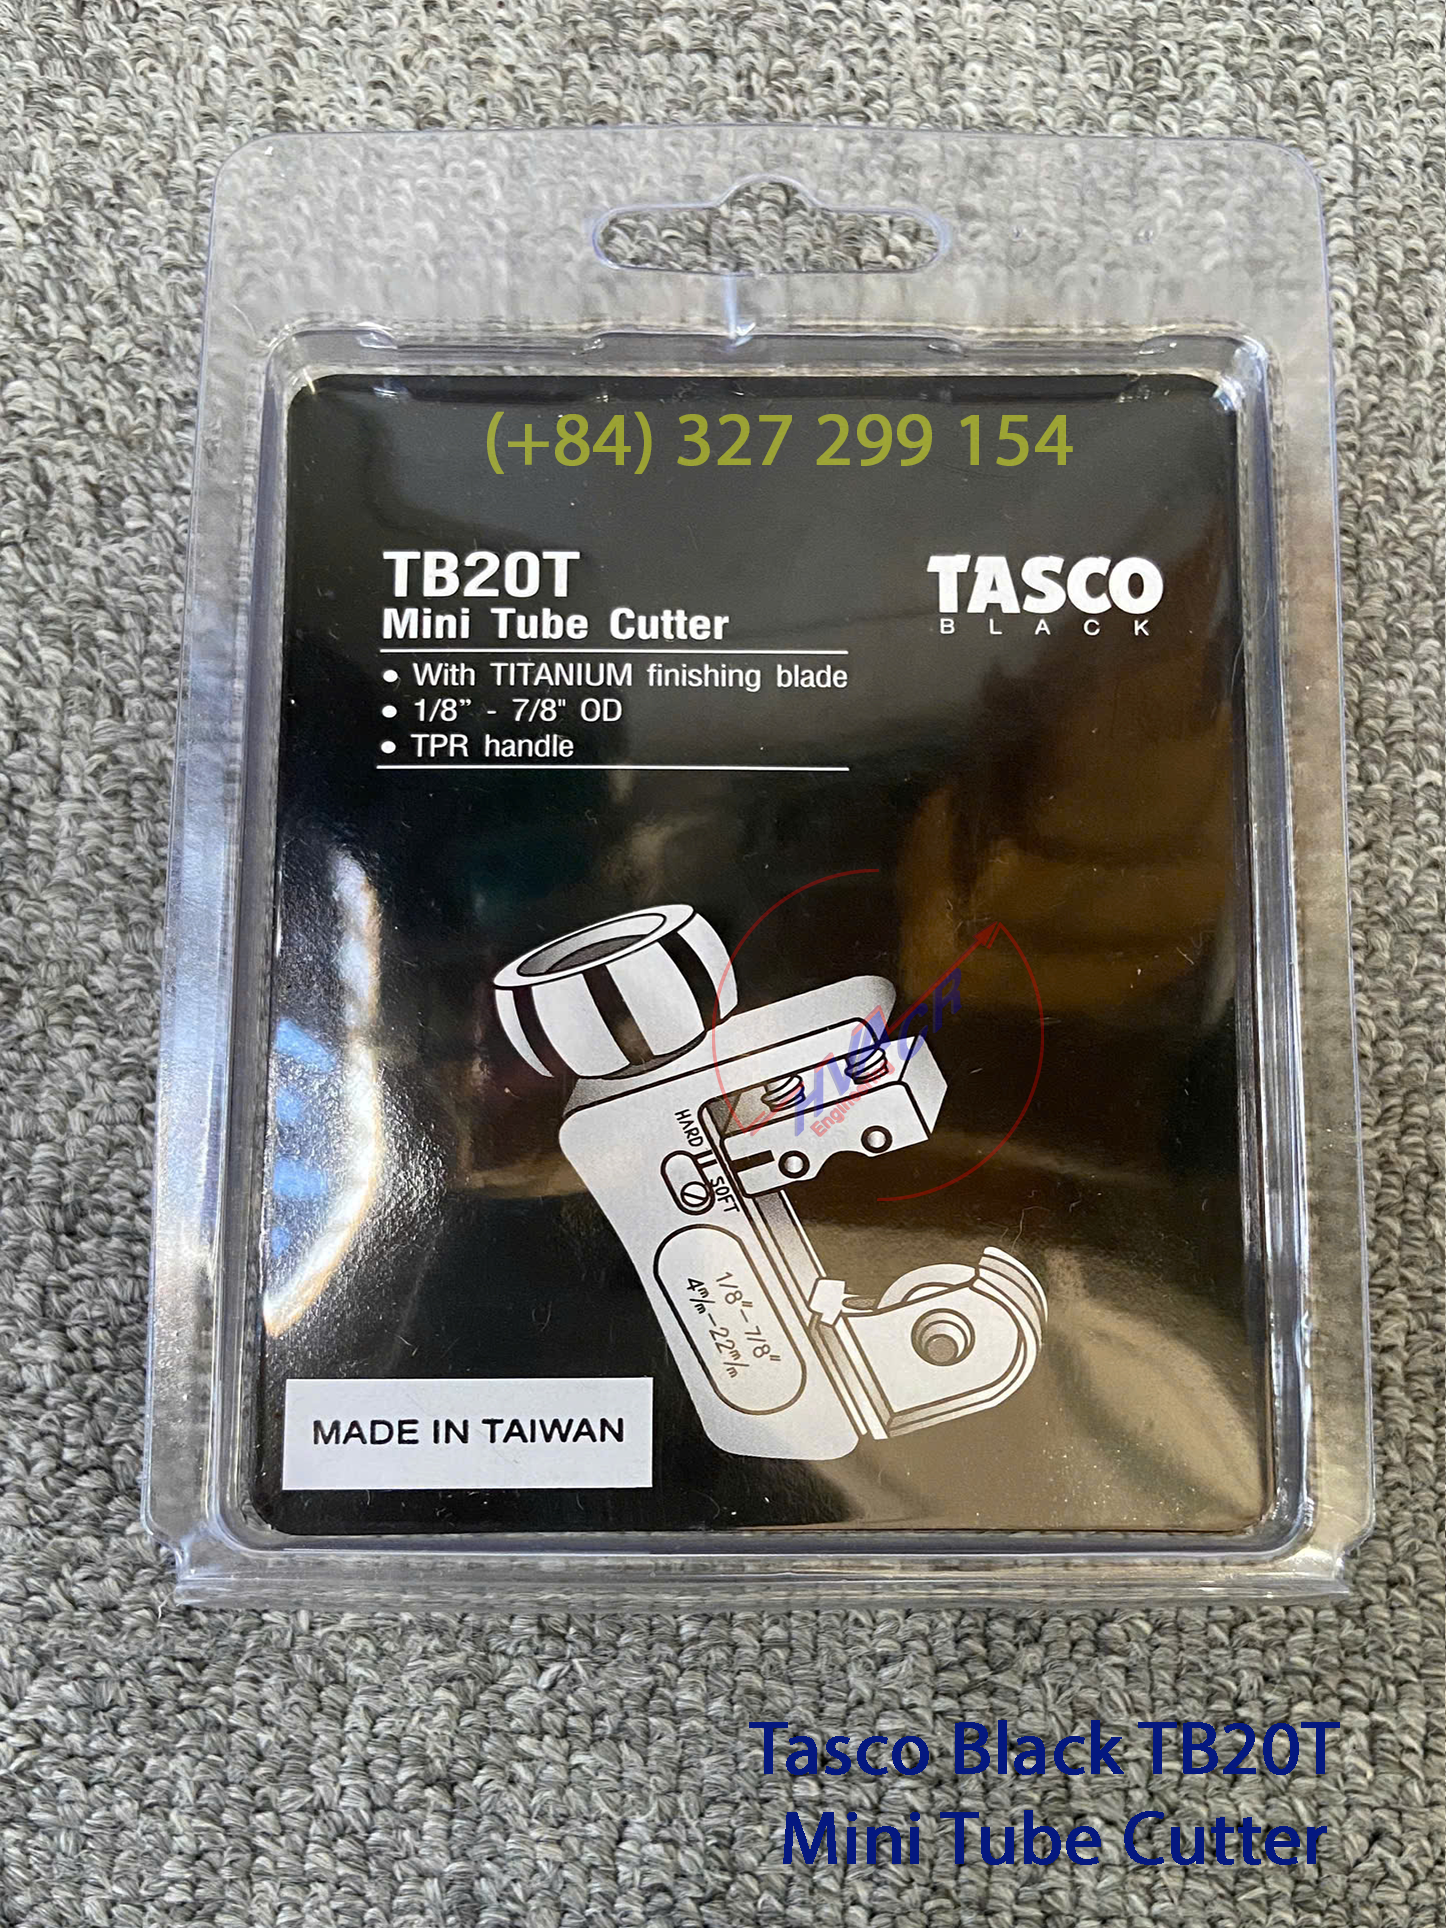 (+84) 327 299 154
TB20T
Mini Tube Cutter
TASCO
BLACK
• With TITANIUM finishing blade
• 1/8” - 7/8" OD
• TPR handle
HVACR
Engineering
HARD
SOFT
1/8"-7/8"
4m/m-22m/m
MADE IN TAIWAN
Tasco Black TB20T
Mini Tube Cutter